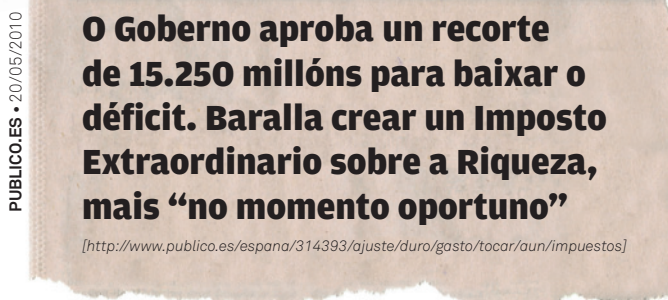 PUBLICO.ES • 20/05/2010
O Goberno aproba un recorte
de 15.250 millóns para baixar o
déficit. Baralla crear un Imposto
Extraordinario sobre a Riqueza,
mais “no momento oportuno”
[http://www.publico.es/espana/314393/ajuste/duro/gasto/tocar/aun/impuestos]